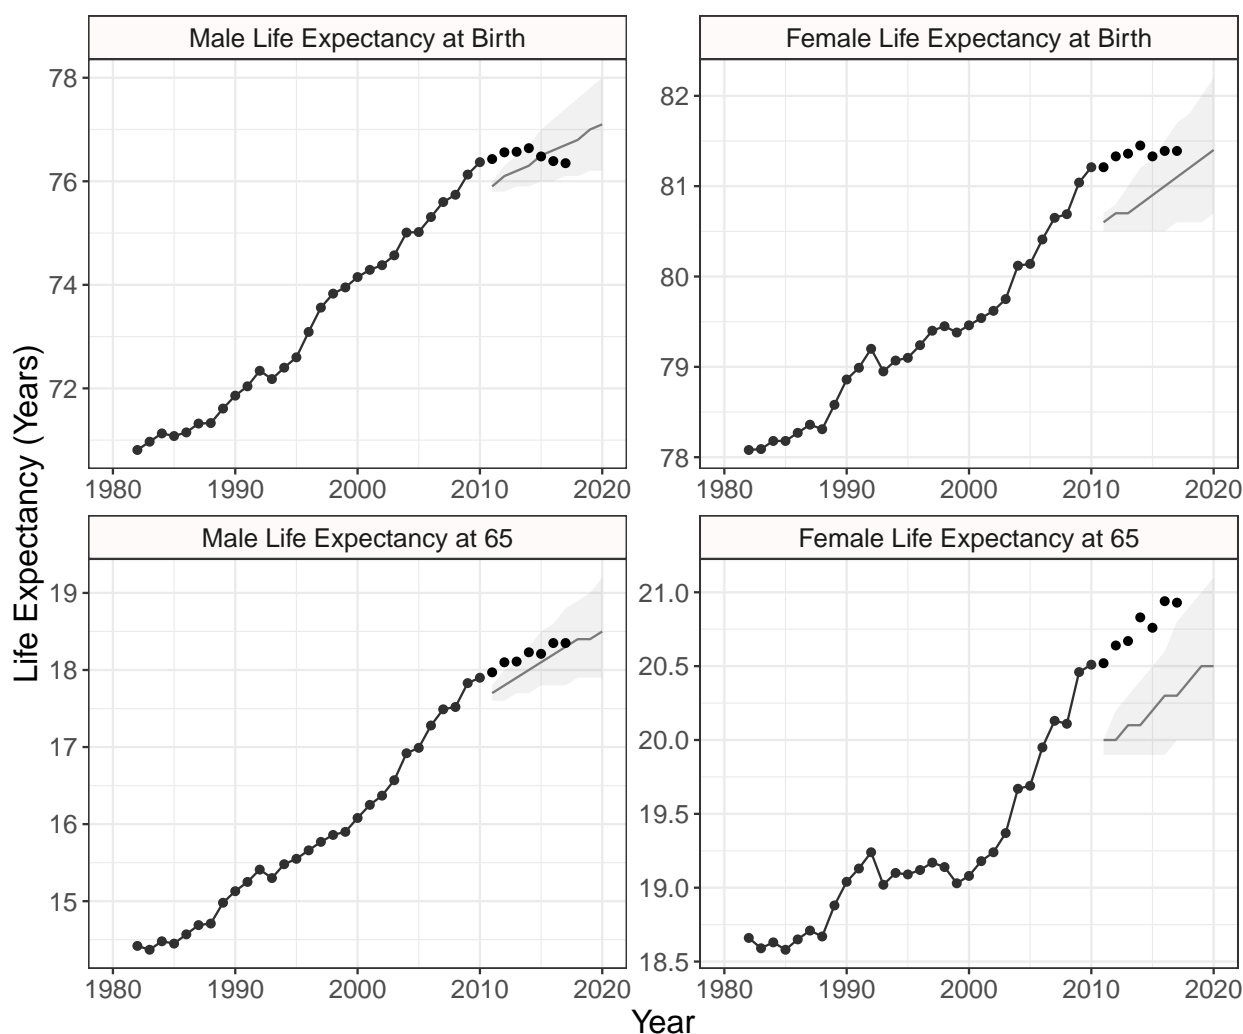 Male Life Expectancy at Birth
Female Life Expectancy at Birth
78
76
74
72
82
81
80
79
78
1980 1990 2000 2010 2020
1980 1990 2000 2010 2020
Life Expectancy (Years)
Male Life Expectancy at 65
Female Life Expectancy at 65
19
18
17
16
15
21.0
20.5
20.0
19.5
19.0
18.5
1980 1990 2000 2010 2020
1980 1990 2000 2010 2020
Year